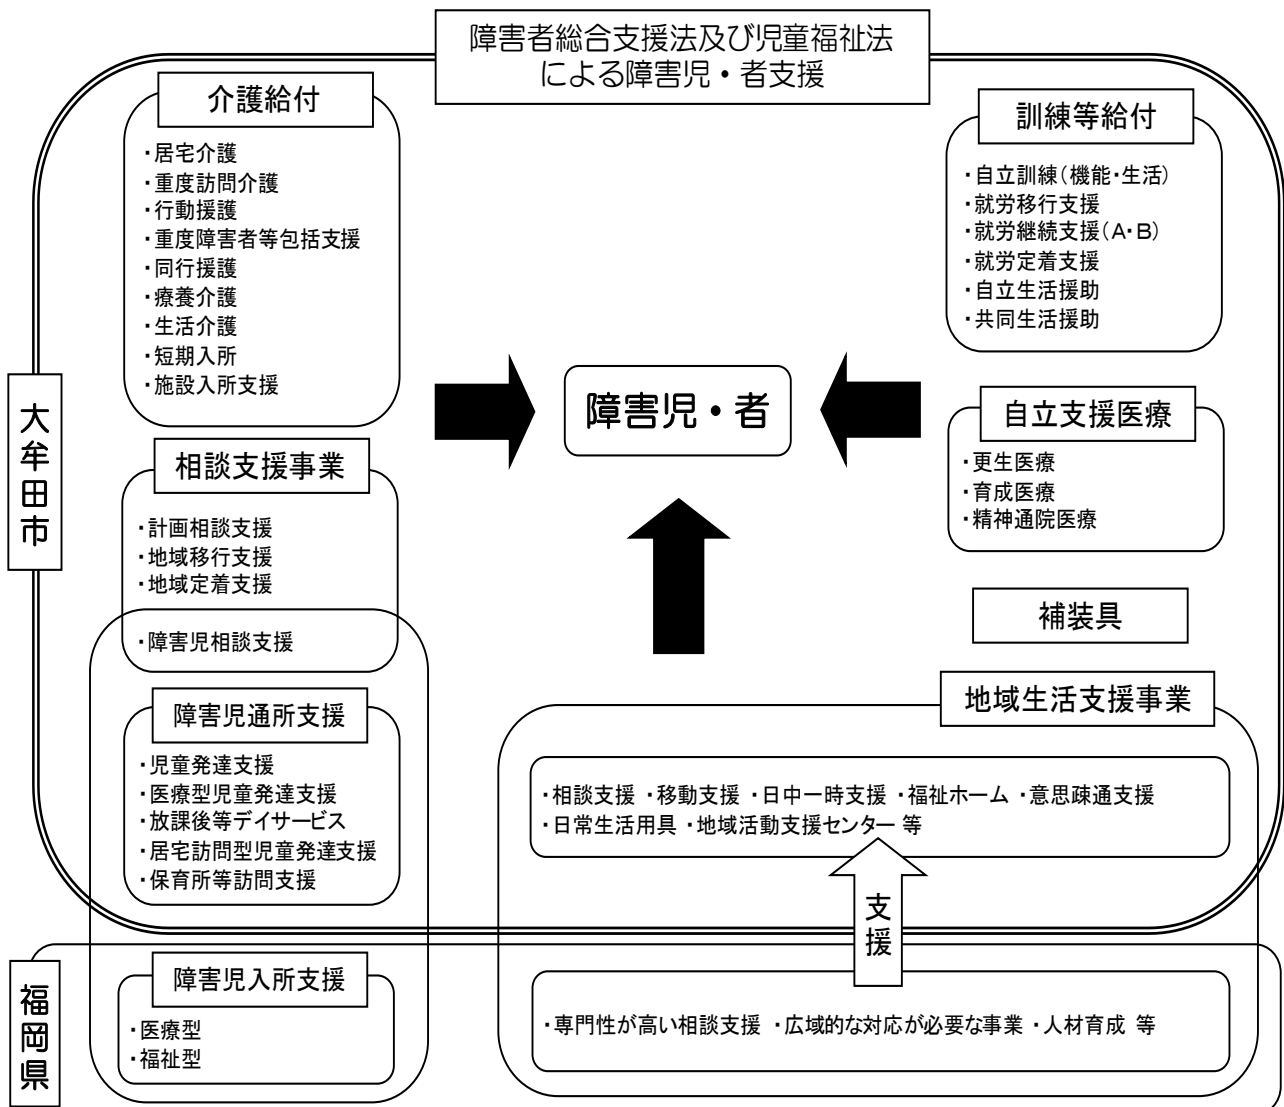 障害者総合支援法及び児童福祉法
による障害児・者支援
介護給付
・居宅介護
・重度訪問介護
・行動援護
・重度障害者等包括支援
・同行援護
・療養介護
・生活介護
・短期入所
・施設入所支援
訓練等給付
・自立訓練(機能・生活)
・就労移行支援
・就労継続支援(A・B)
・就労定着支援
・自立生活援助
・共同生活援助
大牟田市
障害児・者
自立支援医療
・更生医療
・育成医療
・精神通院医療
相談支援事業
・計画相談支援
・地域移行支援
・地域定着支援
・障害児相談支援
補装具
障害児通所支援
・児童発達支援
・医療型児童発達支援
・放課後等デイサービス
・居宅訪問型児童発達支援
・保育所等訪問支援
地域生活支援事業
・相談支援 ・移動支援 ・日中一時支援 ・福祉ホーム ・意思疎通支援
・日常生活用具 ・地域活動支援センター 等
支援
福岡県
障害児入所支援
・医療型
・福祉型
・専門性が高い相談支援 ・広域的な対応が必要な事業 ・人材育成 等